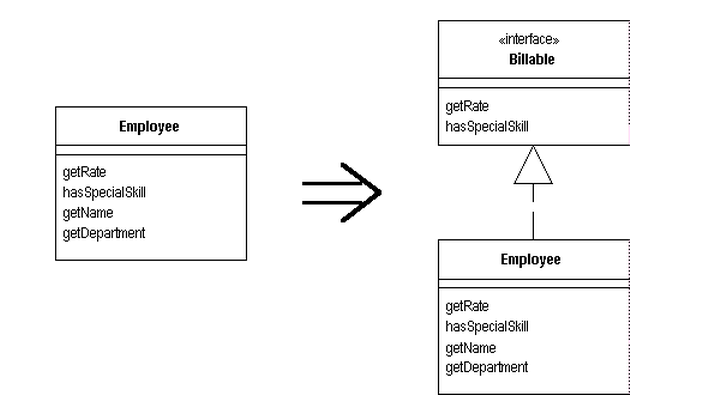 Employee
getRate
hasSpecialSkill
getName
getDepartment
«interface»
Billable
getRate
hasSpecialSkill
Employee
getRate
hasSpecialSkill
getName
getDepartment